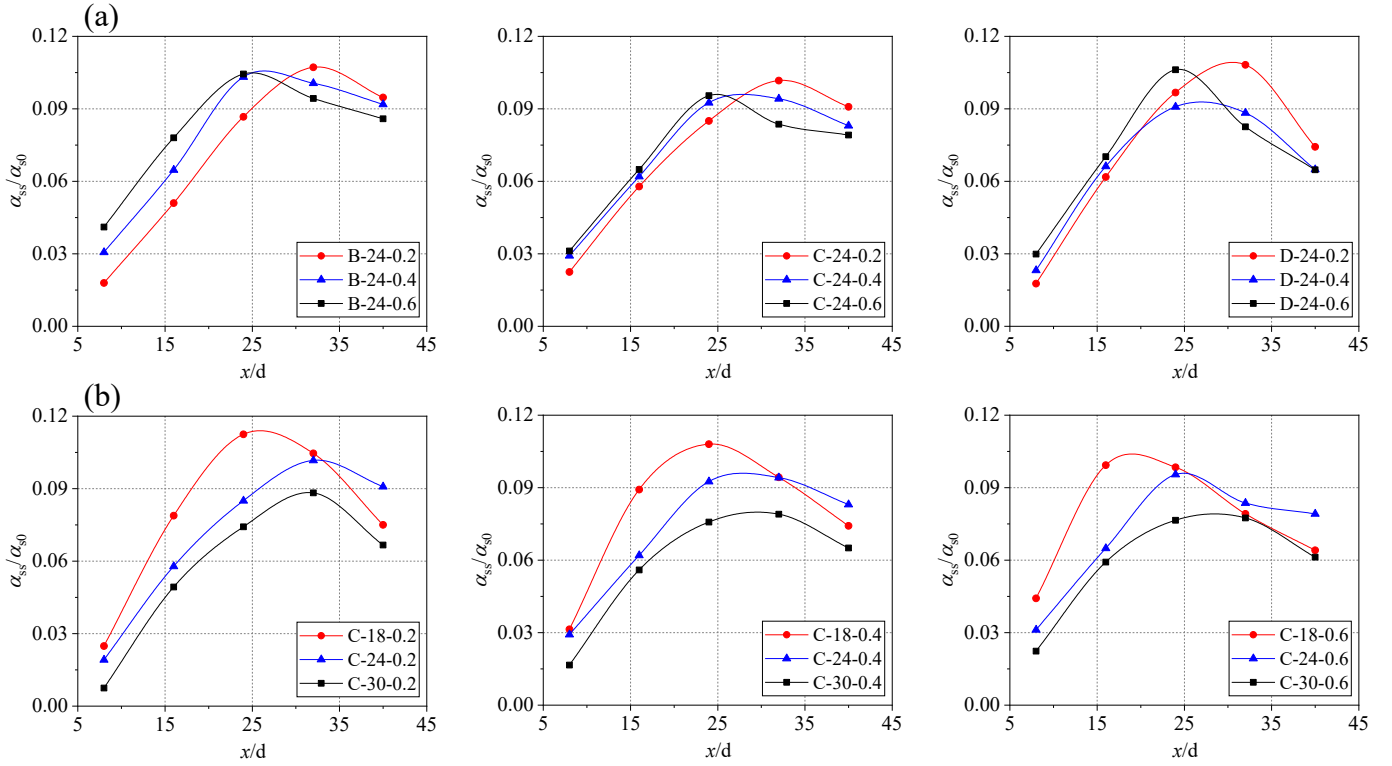 (a)
0.12
0.09
0.06
0.03
0.00
αss/αs0
5 15 25 35 45
x/d
B-24-0.2
B-24-0.4
B-24-0.6
0.12
0.09
0.06
0.03
0.00
αss/αs0
5 15 25 35 45
x/d
C-24-0.2
C-24-0.4
C-24-0.6
0.12
0.09
0.06
0.03
0.00
αss/αs0
5 15 25 35 45
x/d
D-24-0.2
D-24-0.4
D-24-0.6
(b)
0.12
0.09
0.06
0.03
0.00
αss/αs0
5 15 25 35 45
x/d
C-18-0.2
C-24-0.2
C-30-0.2
0.12
0.09
0.06
0.03
0.00
αss/αs0
5 15 25 35 45
x/d
C-18-0.4
C-24-0.4
C-30-0.4
0.12
0.09
0.06
0.03
0.00
αss/αs0
5 15 25 35 45
x/d
C-18-0.6
C-24-0.6
C-30-0.6